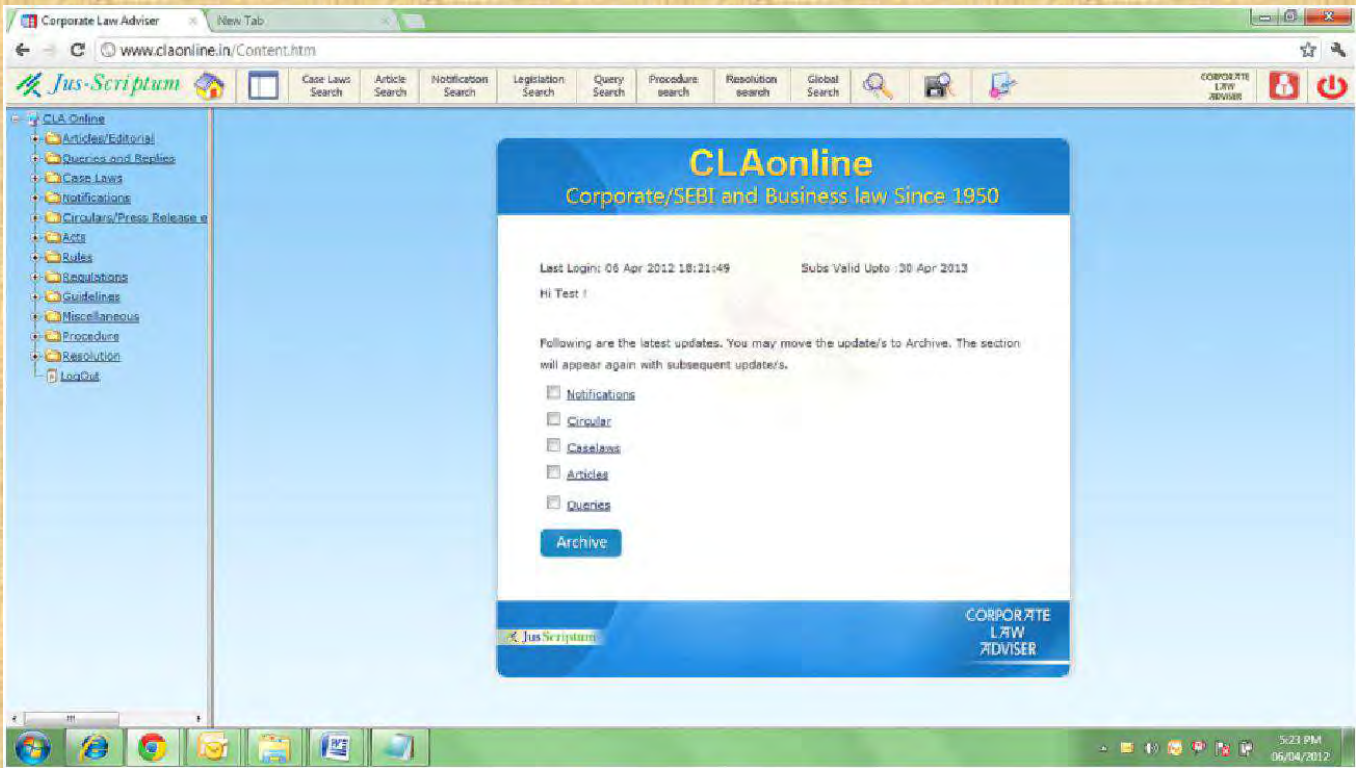 Corporate Law Adviser
New Tab
www.claonline.in/Content.htm
Jus-Scriptum
Case Laws Search
Article Search
Notification Search
Legislation Search
Query Search
Procedure search
Resolution search
Global Search
CORPORATE LAW ADVISER
CLA Online
Articles/Editorial
Queries and Replies
Case Laws
Notifications
Circulars/Press Release e
Acts
Rules
Regulations
Guidelines
Miscellaneous
Procedure
Resolution
LogOut
CLAonline
Corporate/SEBI and Business law Since 1950
Last Login: 06 Apr 2012 18:21:49 Subs Valid Upto :30 Apr 2013
Hi Test !
Following are the latest updates. You may move the update/s to Archive. The section
will appear again with subsequent update/s.
Notifications
Circular
Caselaws
Articles
Queries
Archive
Jus Scriptum
CORPORATE
LAW
ADVISER
5:23 PM
06/04/2012